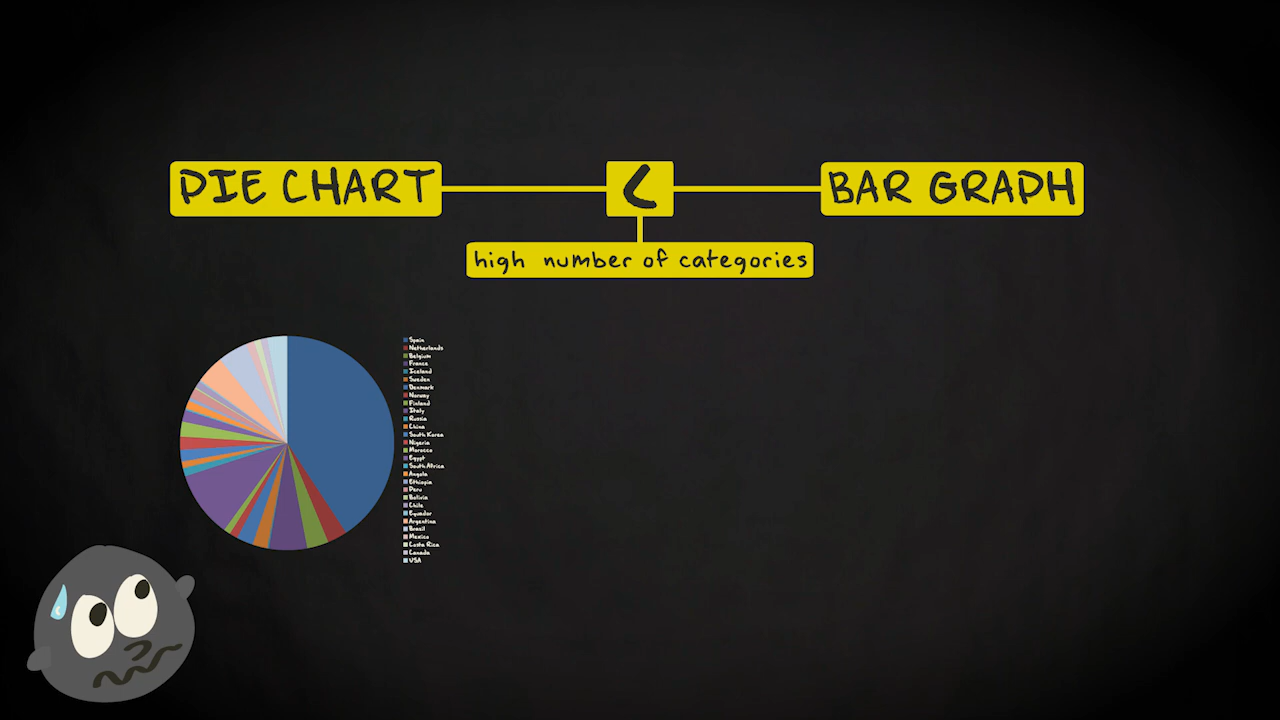 PIE CHART < BAR GRAPH
high number of categories
Spain
Netherlands
Belgium
France
Iceland
Sweden
Denmark
Norway
Finland
Italy
Russia
China
South Korea
Nigeria
Morocco
Egypt
South Africa
Angola
Ethiopia
Peru
Bolivia
Chile
Equador
Argentina
Brasil
Mexico
Costa Rica
Canada
USA